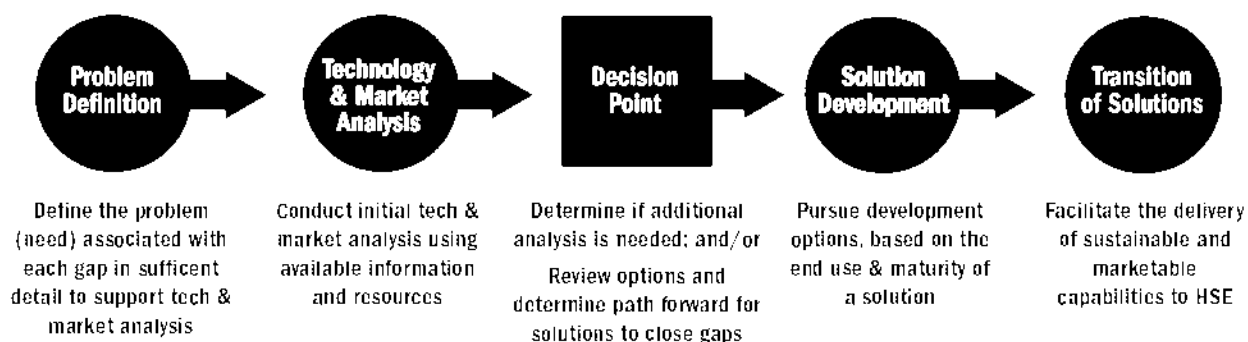 Problem
Definition
Technology
& Market
Analysis
Decision
Point
Solution
Development
Transition
of Solutions
Define the problem
(need) associated with
each gap in sufficent
detail to support tech &
market analysis
Conduct initial tech &
market analysis using
available information
and resources
Determine if additional
analysis is needed; and/or
Review options and
determine path forward for
solutions to close gaps
Pursue development
options, based on the
end use & maturity of
a solution
Facilitate the delivery
of sustainable and
marketable
capabilities to HSE